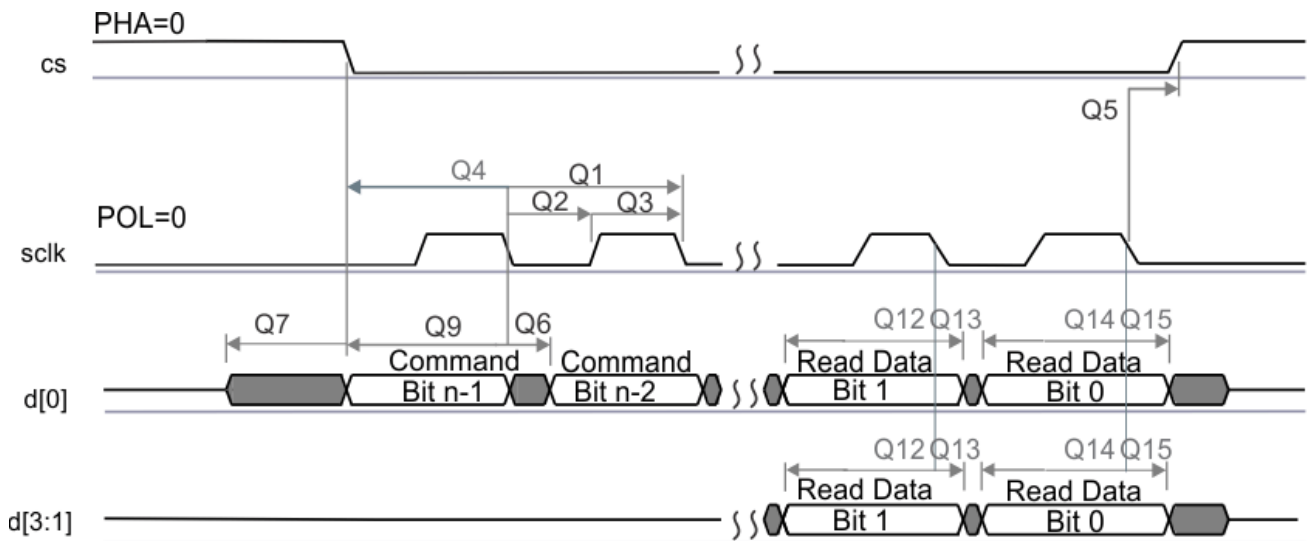 PHA=0
cs
Q5
Q4 Q1
Q2 Q3
POL=0
sclk
Q7 Q9 Q6 Q12 Q13 Q14 Q15
Command Command Read Data Read Data
d[0] Bit n-1 Bit n-2 Bit 1 Bit 0
Q12 Q13 Q14 Q15
Read Data Read Data
d[3:1] Bit 1 Bit 0